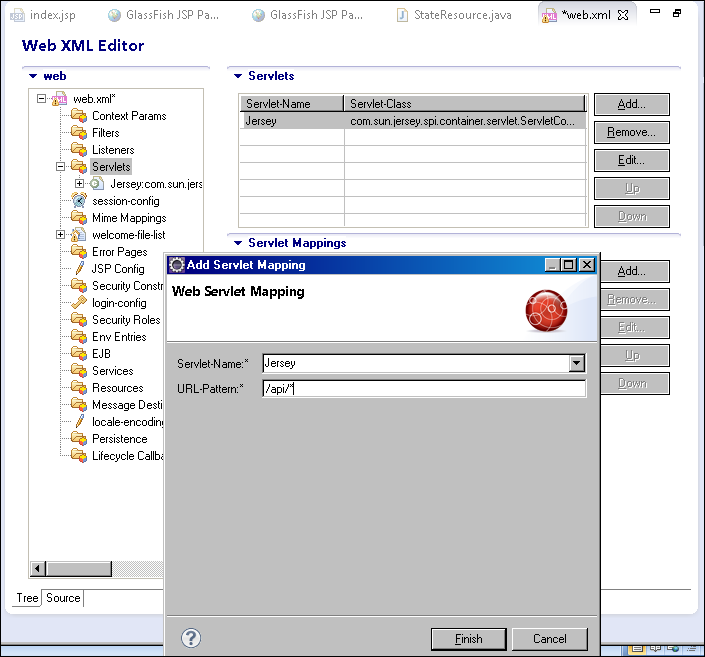 index.jsp
GlassFish JSP Pa...
GlassFish JSP Pa...
StateResource.java
*web.xml
Web XML Editor
web
web.xml*
Context Params
Filters
Listeners
Servlets
Jersey:com.sun.jers
session-config
Mime Mappings
welcome-file-list
Error Pages
JSP Config
Security Constr
login-config
Security Roles
Env Entries
EJB
Services
Resources
Message Desti
locale-encoding
Persistence
Lifecycle Callba
Tree
Source
Servlets
Servlet-Name Servlet-Class
Jersey com.sun.jersey.spi.container.servlet.ServletCo...
Add...
Remove...
Edit...
Up
Down
Servlet Mappings
Add...
Remove...
Edit...
Up
Down
Add Servlet Mapping
Web Servlet Mapping
Servlet-Name:* Jersey
URL-Pattern:* /api/*
?
Finish
Cancel